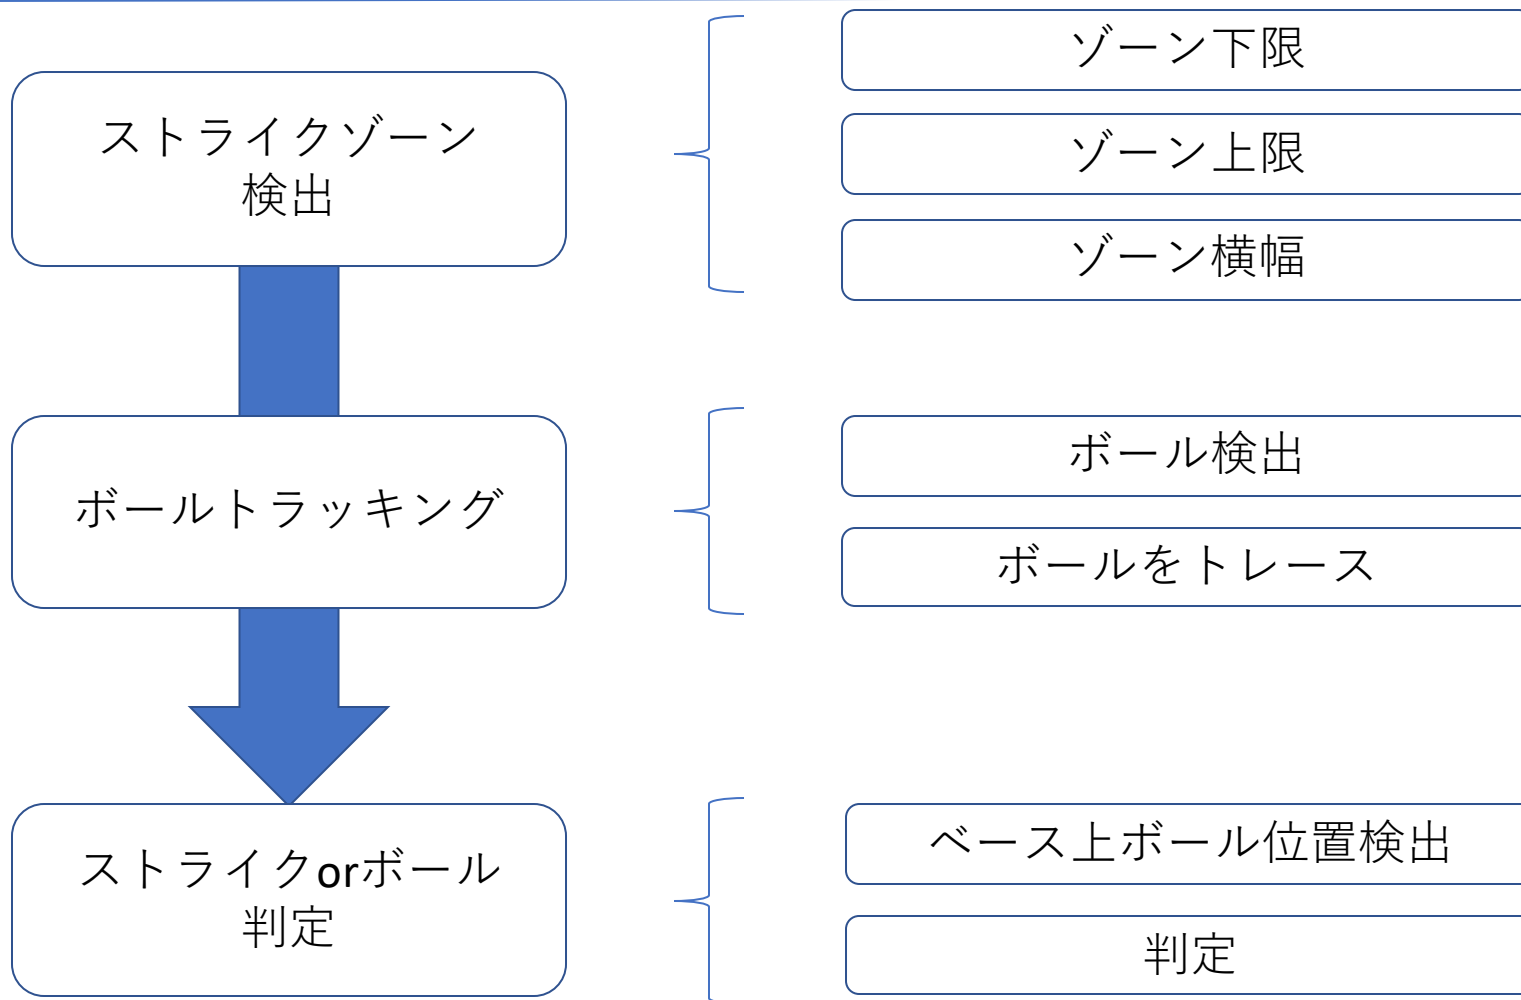 ストライクゾーン
検出
ゾーン下限
ゾーン上限
ゾーン横幅
ボールトラッキング
ボール検出
ボールをトレース
ストライクorボール
判定
ベース上ボール位置検出
判定